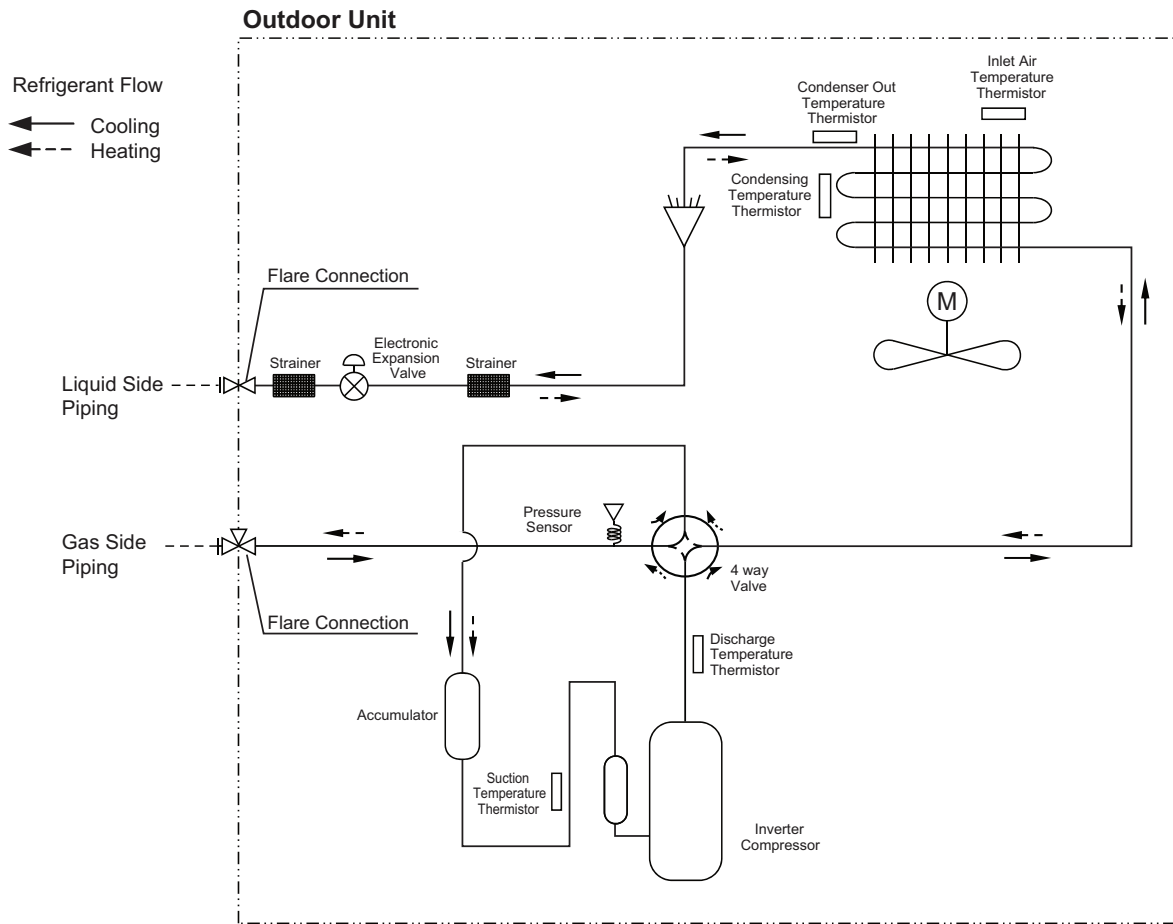 Outdoor Unit
Refrigerant Flow
Cooling
Heating
Inlet Air
Temperature
Thermistor
Condenser Out
Temperature
Thermistor
Condensing
Temperature
Thermistor
M
Flare Connection
Strainer
Electronic
Expansion
Valve
Strainer
Liquid Side
Piping
Pressure
Sensor
Gas Side
Piping
4 way
Valve
Flare Connection
Discharge
Temperature
Thermistor
Accumulator
Suction
Temperature
Thermistor
Inverter
Compressor